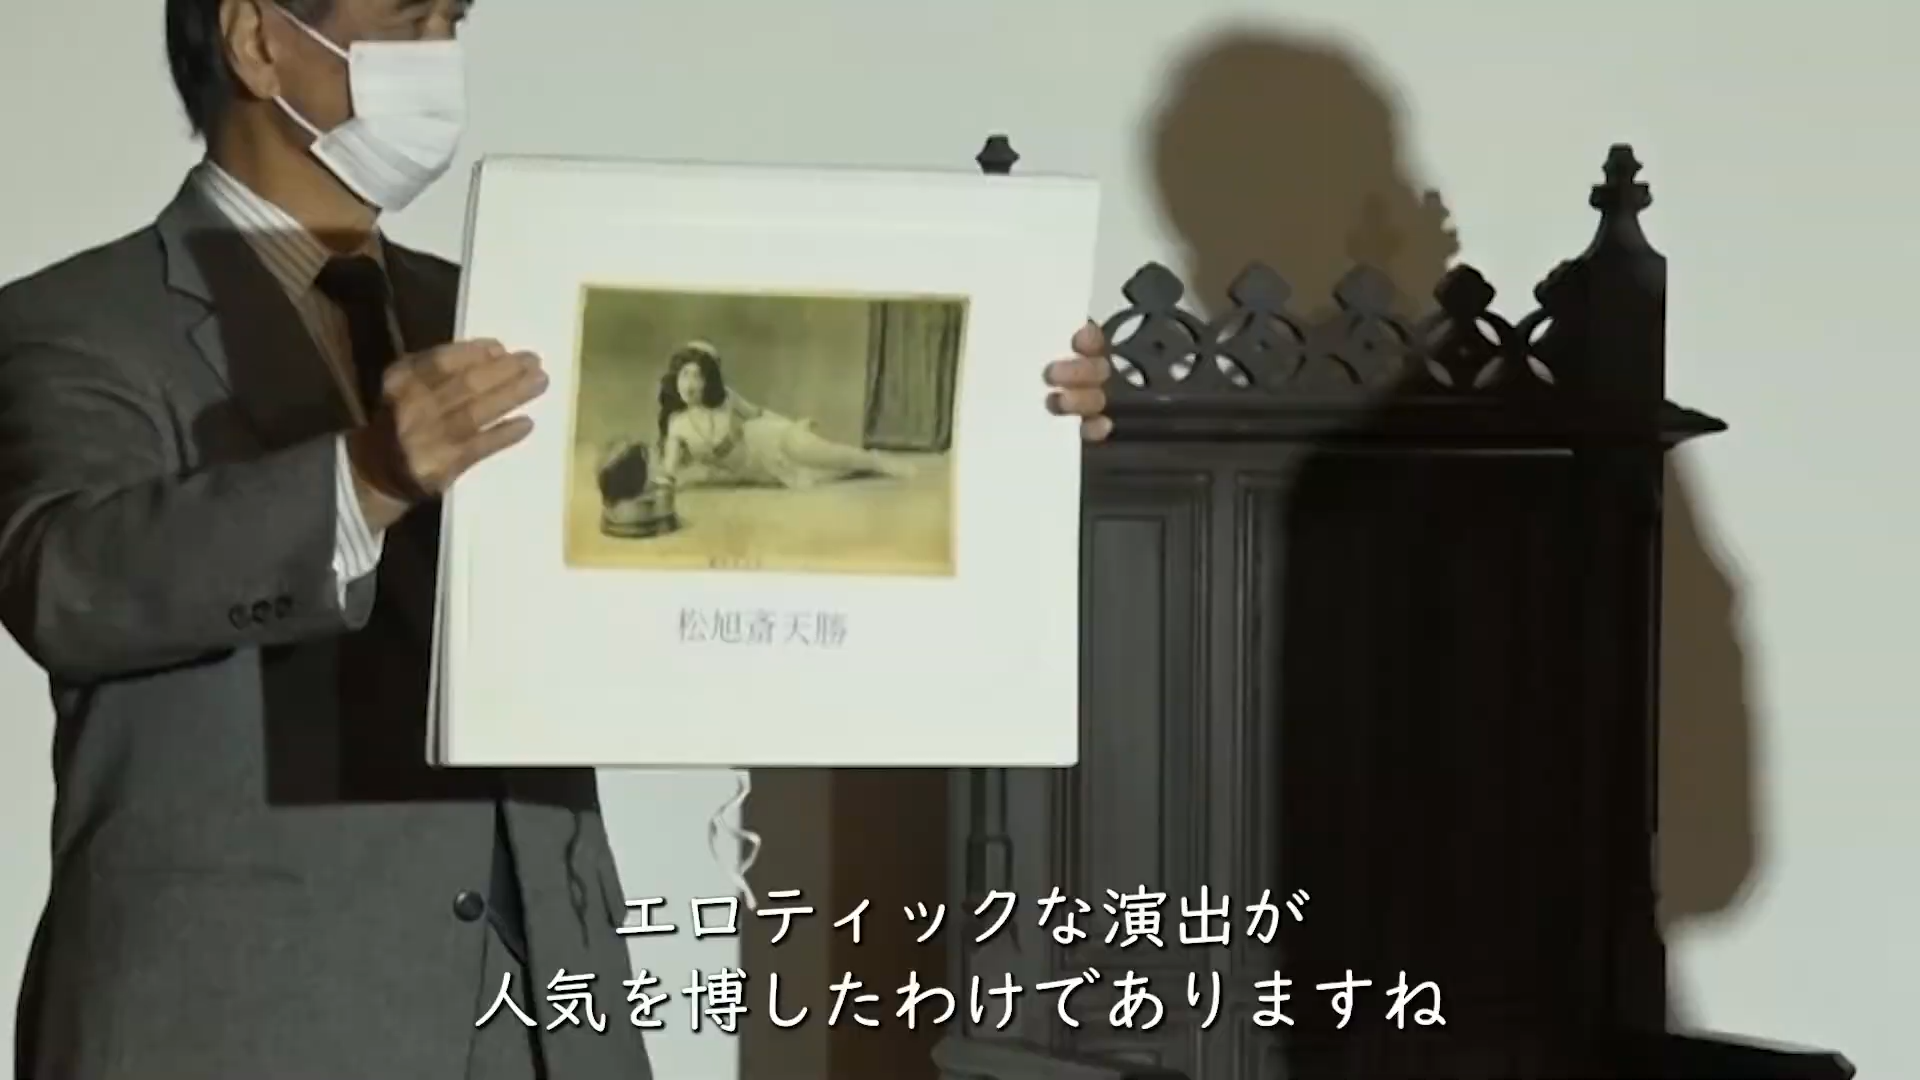 松旭斎天勝
エロティックな演出が
人気を博したわけでありますね